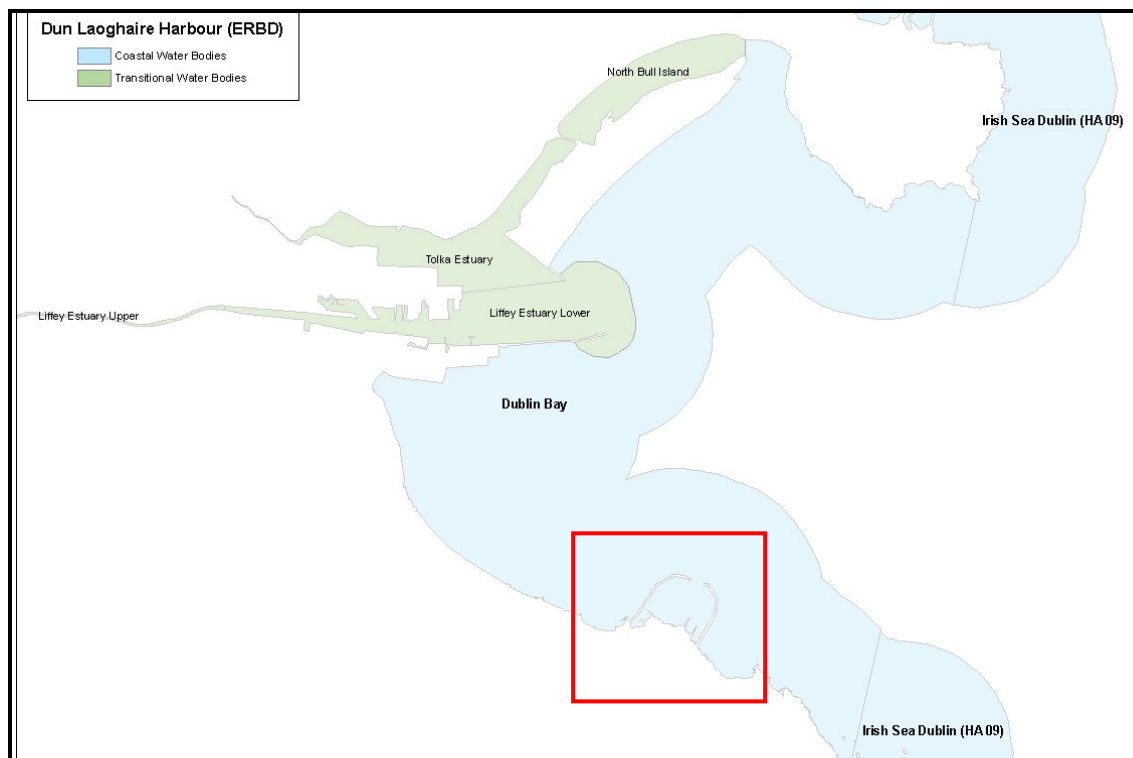 Dun Laoghaire Harbour (ERBD)
Coastal Water Bodies
Transitional Water Bodies
North Bull Island
Irish Sea Dublin (HA 09)
Tolka Estuary
Liffey Estuary Upper
Liffey Estuary Lower
Dublin Bay
Irish Sea Dublin (HA 09)